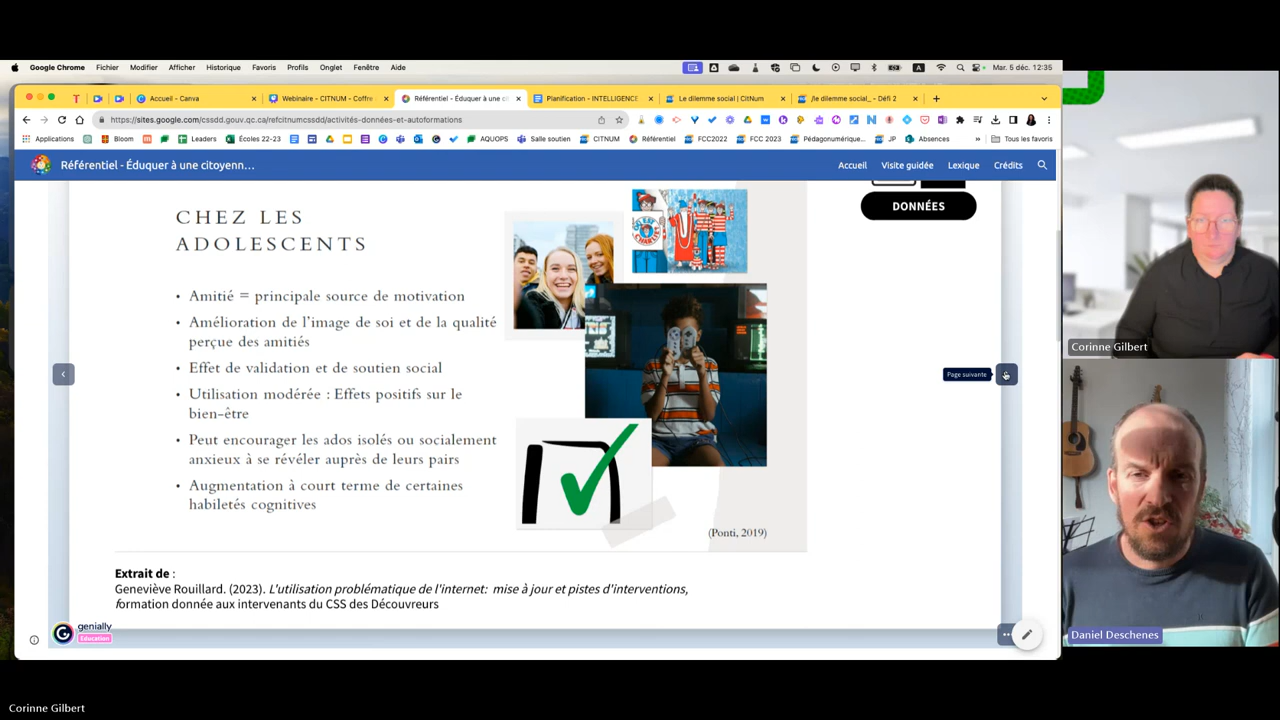 Google Chrome Fichier Modifier Afficher Historique Favoris Profils Onglet Fenêtre Aide
Mar. 5 déc. 12:35
Accueil - Canva
Webinaire – CITNUM - Coffre
Référentiel - Éduquer à une ci
Planification - INTELLIGENCE
Le dilemme social | CitNum
/le dilemme social_ - Défi 2
https://sites.google.com/cssdd.gouv.qc.ca/refcitnumcssdd/activités-données-et-autoformations
Applications Bloom Leaders Écoles 22-23 AQUOPS Salle soutien CITNUM Référentiel FCC2022 FCC 2023 Pédagonumérique... JP Absences » Tous les favoris
Référentiel - Éduquer à une citoyenn...
Accueil Visite guidée Lexique Crédits
DONNÉES
CHEZ LES
ADOLESCENTS
• Amitié = principale source de motivation
• Amélioration de l'image de soi et de la qualité
perçue des amitiés
• Effet de validation et de soutien social
• Utilisation modérée : Effets positifs sur le
bien-être
• Peut encourager les ados isolés ou socialement
anxieux à se révéler auprès de leurs pairs
• Augmentation à court terme de certaines
habiletés cognitives
(Ponti, 2019)
Page suivante
Extrait de :
Geneviève Rouillard. (2023). L'utilisation problématique de l'internet: mise à jour et pistes d'interventions,
formation donnée aux intervenants du CSS des Découvreurs
genially
Education
Corinne Gilbert
Daniel Deschenes
Corinne Gilbert